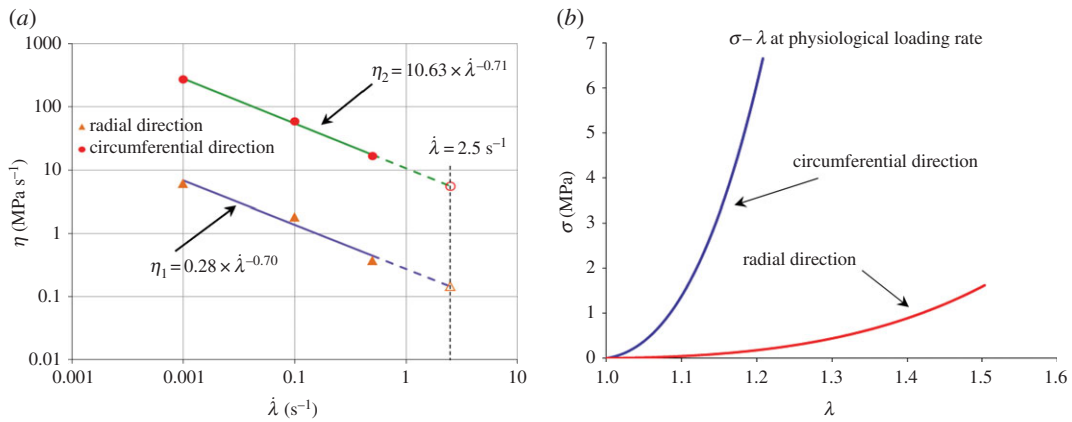 (a)
1000
100
10
1
0.1
0.01
η (MPa s⁻¹)
0.001
0.001
0.1
1
10
λ̇ (s⁻¹)
radial direction
circumferential direction
η₂ = 10.63 × λ̇⁻⁰·⁷¹
λ̇ = 2.5 s⁻¹
η₁ = 0.28 × λ̇⁻⁰·⁷⁰
(b)
σ – λ at physiological loading rate
7
6
5
4
3
2
1
0
σ (MPa)
1.0
1.1
1.2
1.3
1.4
1.5
1.6
λ
circumferential direction
radial direction